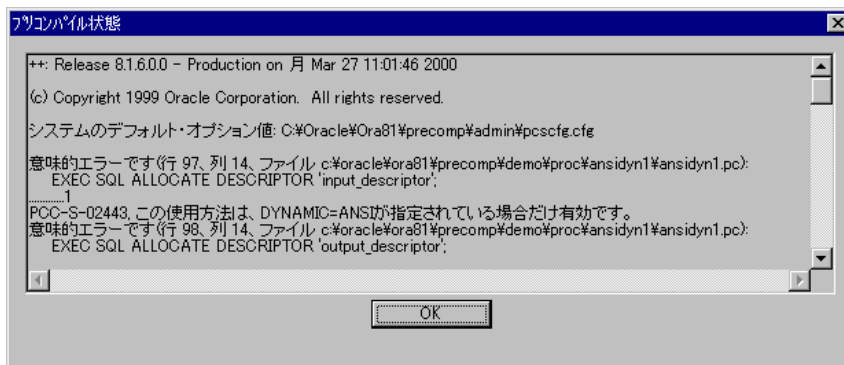 ﾌﾟﾘｺﾝﾊﾟｲﾙ状態
++: Release 8.1.6.0.0 - Production on 月 Mar 27 11:01:46 2000
(c) Copyright 1999 Oracle Corporation.  All rights reserved.
システムのデフォルト・オプション値: C:¥Oracle¥Ora81¥precomp¥admin¥pcscfg.cfg
意味的エラーです(行 97、列 14、ファイル c:¥oracle¥ora81¥precomp¥demo¥proc¥ansidyn1¥ansidyn1.pc):
EXEC SQL ALLOCATE DESCRIPTOR 'input_descriptor';
............1
PCC-S-02443, この使用方法は、DYNAMIC=ANSIが指定されている場合だけ有効です。
意味的エラーです(行 98、列 14、ファイル c:¥oracle¥ora81¥precomp¥demo¥proc¥ansidyn1¥ansidyn1.pc):
EXEC SQL ALLOCATE DESCRIPTOR 'output_descriptor';
OK